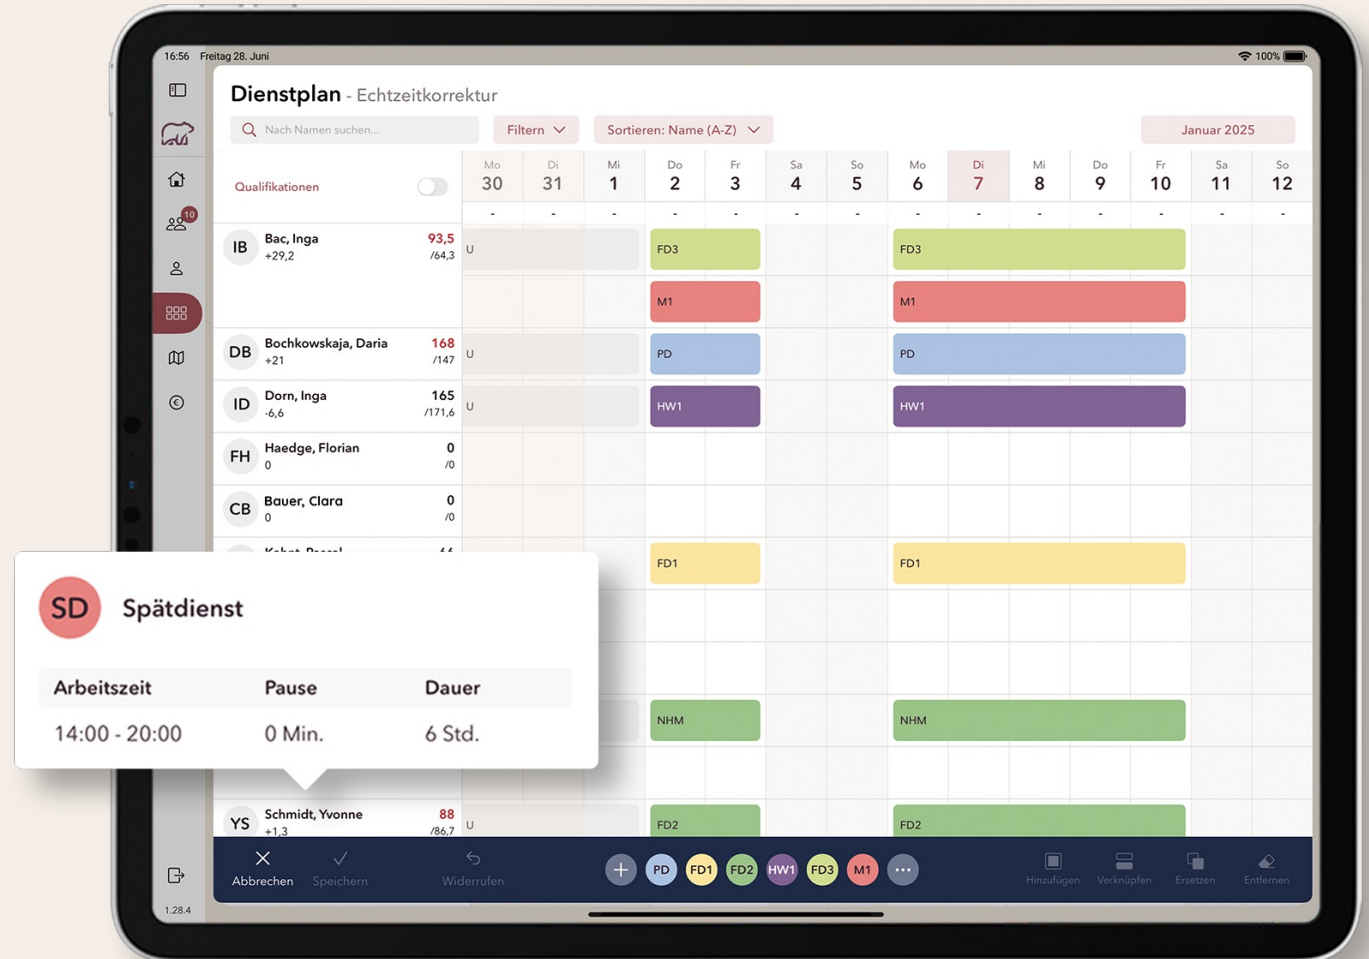 16:56 Freitag 28. Juni
100%
Dienstplan - Echtzeitkorrektur
Nach Namen suchen...
Filtern
Sortieren: Name (A-Z)
Januar 2025
Qualifikationen
Mo Di Mi Do Fr Sa So Mo Di Mi Do Fr Sa So
30 31 1 2 3 4 5 6 7 8 9 10 11 12
- - - - - - - - - - - - - -
10
IB Bac, Inga 93,5 U FD3 FD3
+29,2 /64,3
M1 M1
DB Bochkowskaja, Daria 168 U PD PD
+21 /147
ID Dorn, Inga 165 U HW1 HW1
-6,6 /171,6
FH Haedge, Florian 0
0 /0
CB Bauer, Clara 0
0 /0
FD1 FD1
SD Spätdienst
Arbeitszeit Pause Dauer
14:00 - 20:00 0 Min. 6 Std.
NHM NHM
YS Schmidt, Yvonne 88 U FD2 FD2
+1,3 /86,7
Abbrechen Speichern Widerrufen
+ PD FD1 FD2 HW1 FD3 M1 ...
Hinzufügen Verknüpfen Ersetzen Entfernen
1.28.4